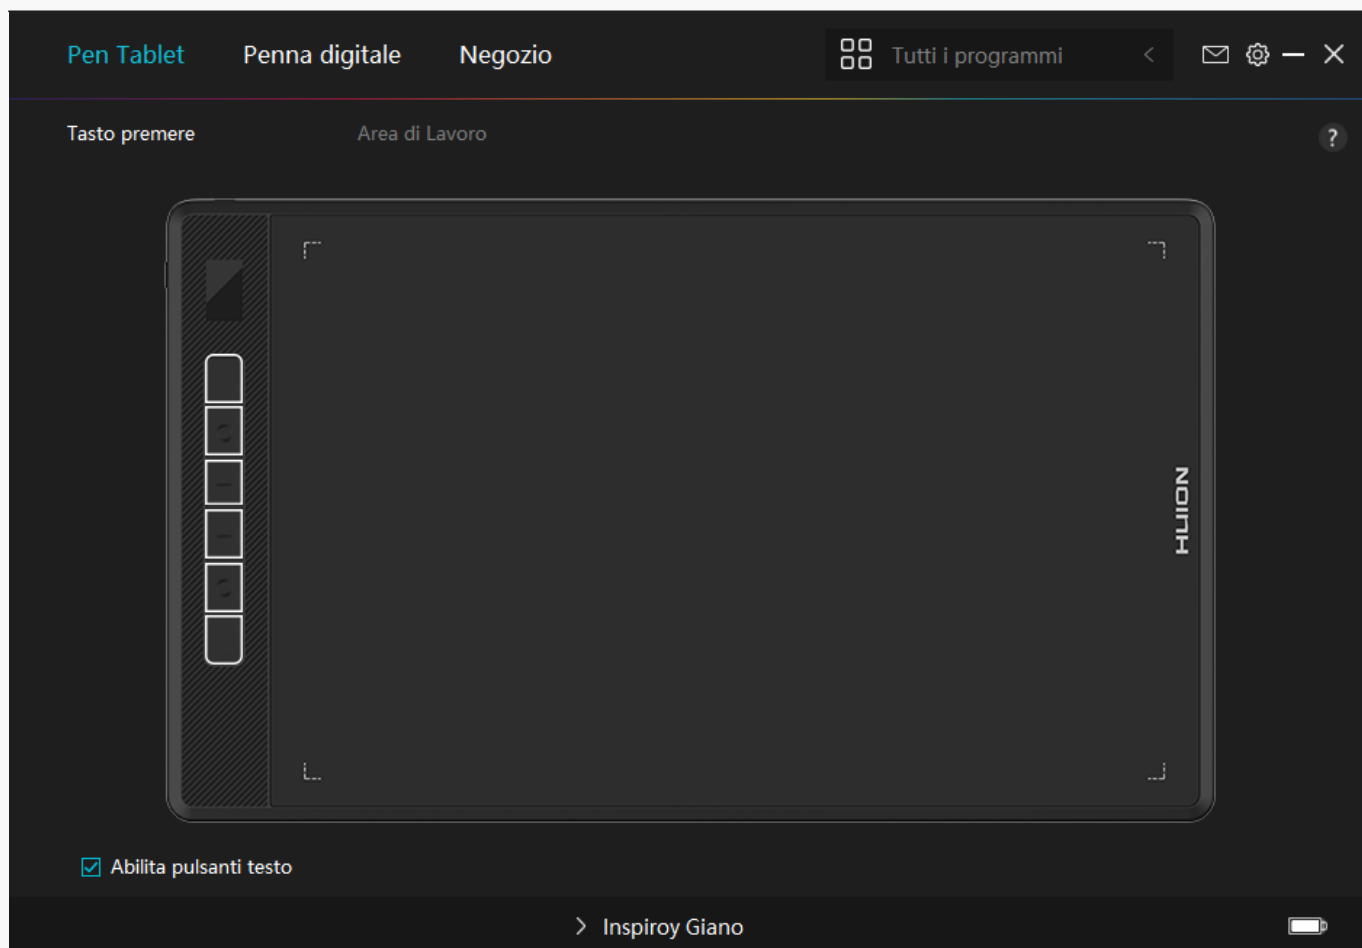 Pen Tablet Penna digitale Negozio Tutti i programmi
Tasto premere Area di Lavoro ?
HUION
Abilita pulsanti testo
Inspiroy Giano